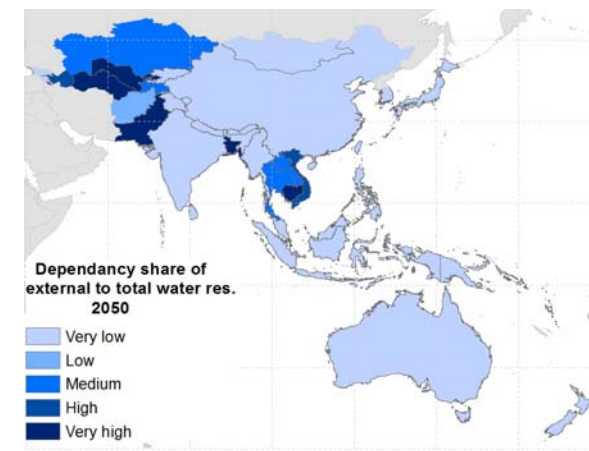 Dependancy share of
external to total water res.
2050
Very low
Low
Medium
High
Very high